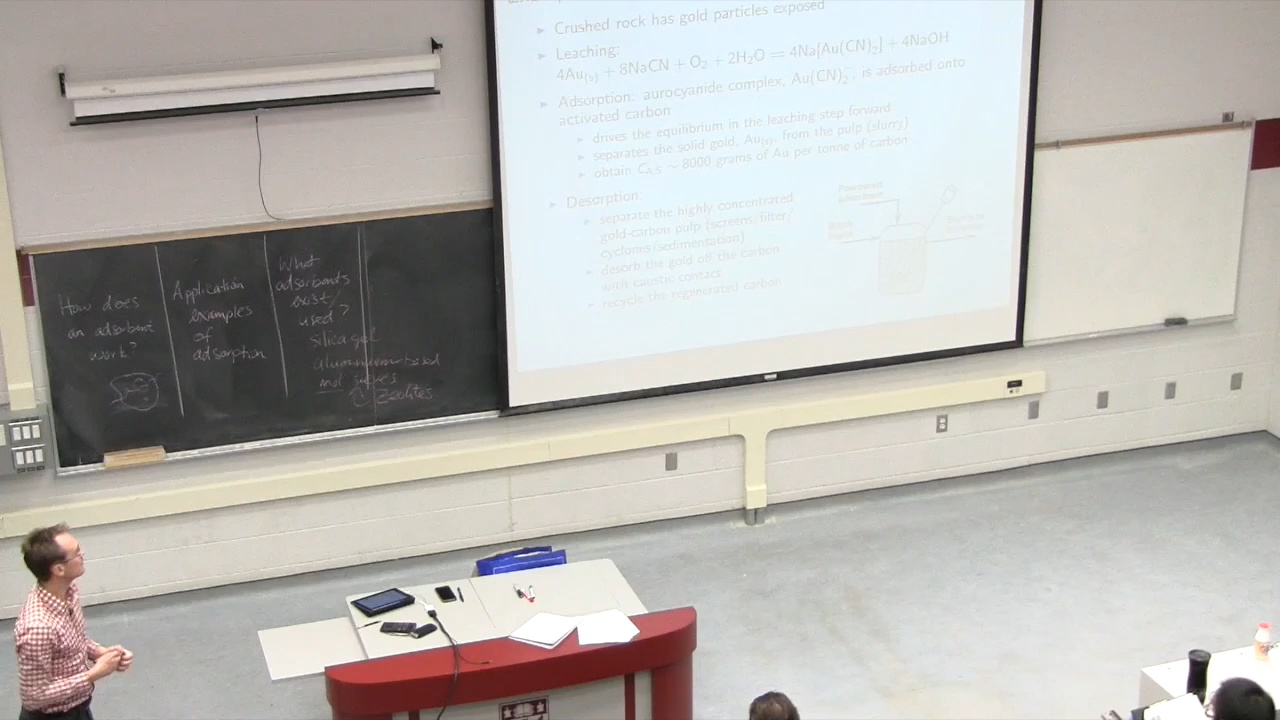 Crushed rock has gold particles exposed
Leaching:
4Au(s) + 8NaCN + O2 + 2H2O = 4Na[Au(CN)2] + 4NaOH
Adsorption: aurocyanide complex, Au(CN)2−, is adsorbed onto
activated carbon
drives the equilibrium in the leaching step forward
separates the solid gold, Au(s), from the pulp (slurry)
obtain CA,S ∼ 8000 grams of Au per tonne of carbon
Desorption:
separate the highly concentrated
gold-carbon pulp (screens/filter/
cyclones/sedimentation)
desorb the gold off the carbon
with caustic contact
recycle the regenerated carbon
How does
an adsorbent
work?
Application
examples
of
adsorption
What
adsorbents
exist/
used?
silica gel
aluminum-based
mol sieves
Zeolites